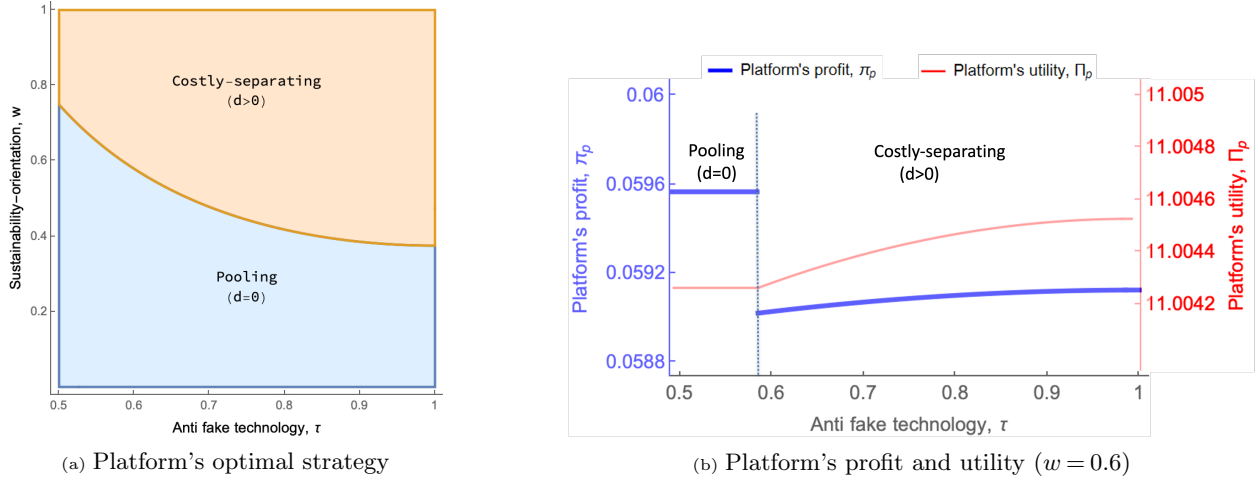 1
0.8
0.6
0.4
0.2
Sustainability-orientation, w
Costly-separating
(d>0)
Pooling
(d=0)
0.5 0.6 0.7 0.8 0.9 1
Anti fake technology, τ
(a) Platform's optimal strategy
Platform's profit, πp
Platform's utility, Πp
0.06
0.0596
0.0592
0.0588
Platform's profit, πp
Pooling
(d=0)
Costly-separating
(d>0)
11.005
11.0048
11.0046
11.0044
11.0042
Platform's utility, Πp
0.5 0.6 0.7 0.8 0.9 1
Anti fake technology, τ
(b) Platform's profit and utility (w = 0.6)